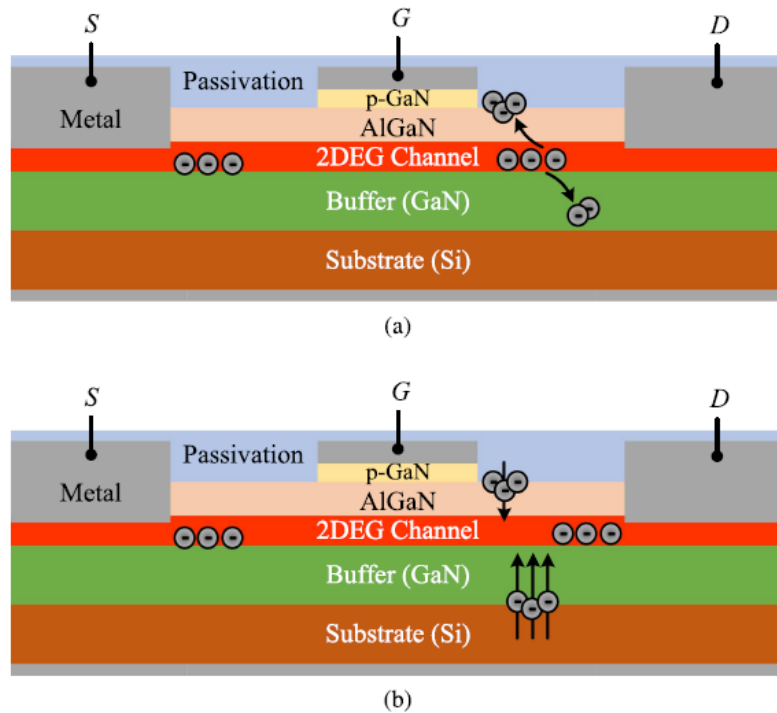 S G D
Passivation
p-GaN
Metal
AlGaN
2DEG Channel
Buffer (GaN)
Substrate (Si)
(a)
S G D
Passivation
p-GaN
Metal
AlGaN
2DEG Channel
Buffer (GaN)
Substrate (Si)
(b)